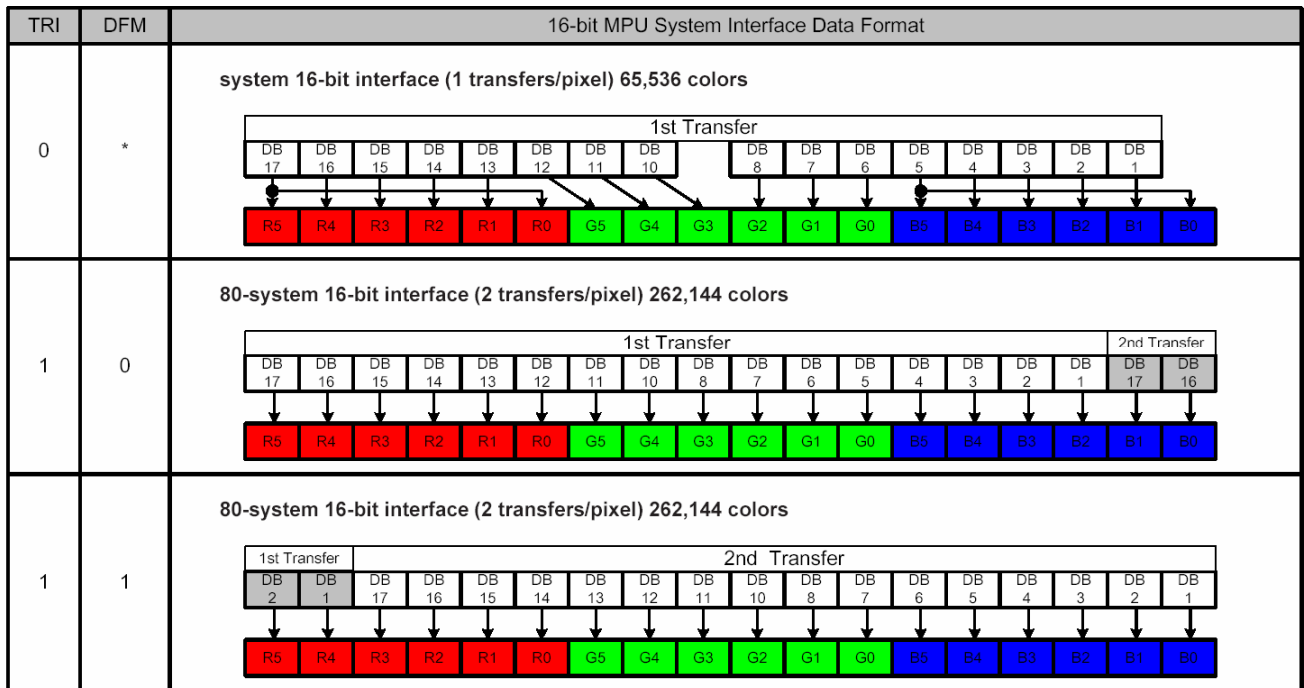 TRI DFM 16-bit MPU System Interface Data Format
system 16-bit interface (1 transfers/pixel) 65,536 colors
1st Transfer
0 *
DB 17 DB 16 DB 15 DB 14 DB 13 DB 12 DB 11 DB 10 DB 8 DB 7 DB 6 DB 5 DB 4 DB 3 DB 2 DB 1
R5 R4 R3 R2 R1 R0 G5 G4 G3 G2 G1 G0 B5 B4 B3 B2 B1 B0
80-system 16-bit interface (2 transfers/pixel) 262,144 colors
1st Transfer 2nd Transfer
1 0
DB 17 DB 16 DB 15 DB 14 DB 13 DB 12 DB 11 DB 10 DB 8 DB 7 DB 6 DB 5 DB 4 DB 3 DB 2 DB 1 DB 17 DB 16
R5 R4 R3 R2 R1 R0 G5 G4 G3 G2 G1 G0 B5 B4 B3 B2 B1 B0
80-system 16-bit interface (2 transfers/pixel) 262,144 colors
1st Transfer 2nd Transfer
1 1
DB 2 DB 1 DB 17 DB 16 DB 15 DB 14 DB 13 DB 12 DB 11 DB 10 DB 8 DB 7 DB 6 DB 5 DB 4 DB 3 DB 2 DB 1
R5 R4 R3 R2 R1 R0 G5 G4 G3 G2 G1 G0 B5 B4 B3 B2 B1 B0